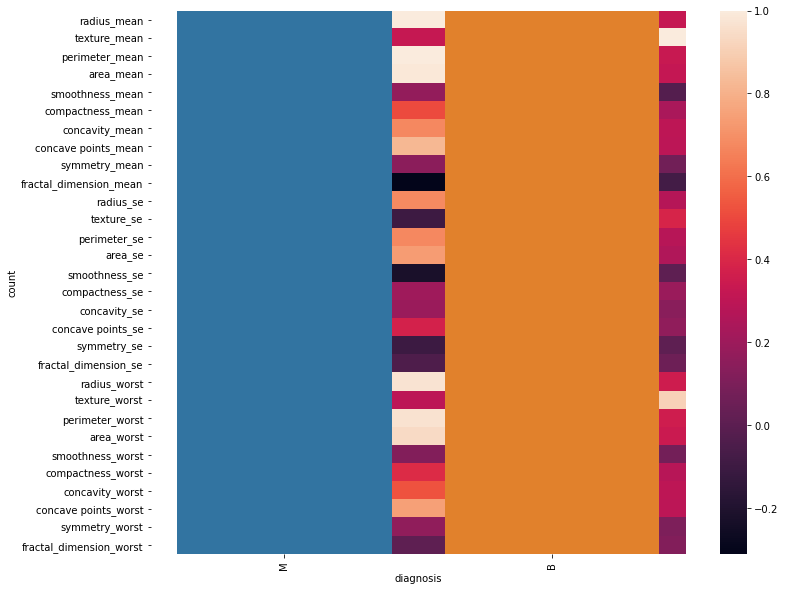 radius_mean
texture_mean
perimeter_mean
area_mean
smoothness_mean
compactness_mean
concavity_mean
concave points_mean
symmetry_mean
fractal_dimension_mean
radius_se
texture_se
perimeter_se
area_se
smoothness_se
compactness_se
concavity_se
concave points_se
symmetry_se
fractal_dimension_se
radius_worst
texture_worst
perimeter_worst
area_worst
smoothness_worst
compactness_worst
concavity_worst
concave points_worst
symmetry_worst
fractal_dimension_worst
count
M
B
diagnosis
1.0
0.8
0.6
0.4
0.2
0.0
−0.2